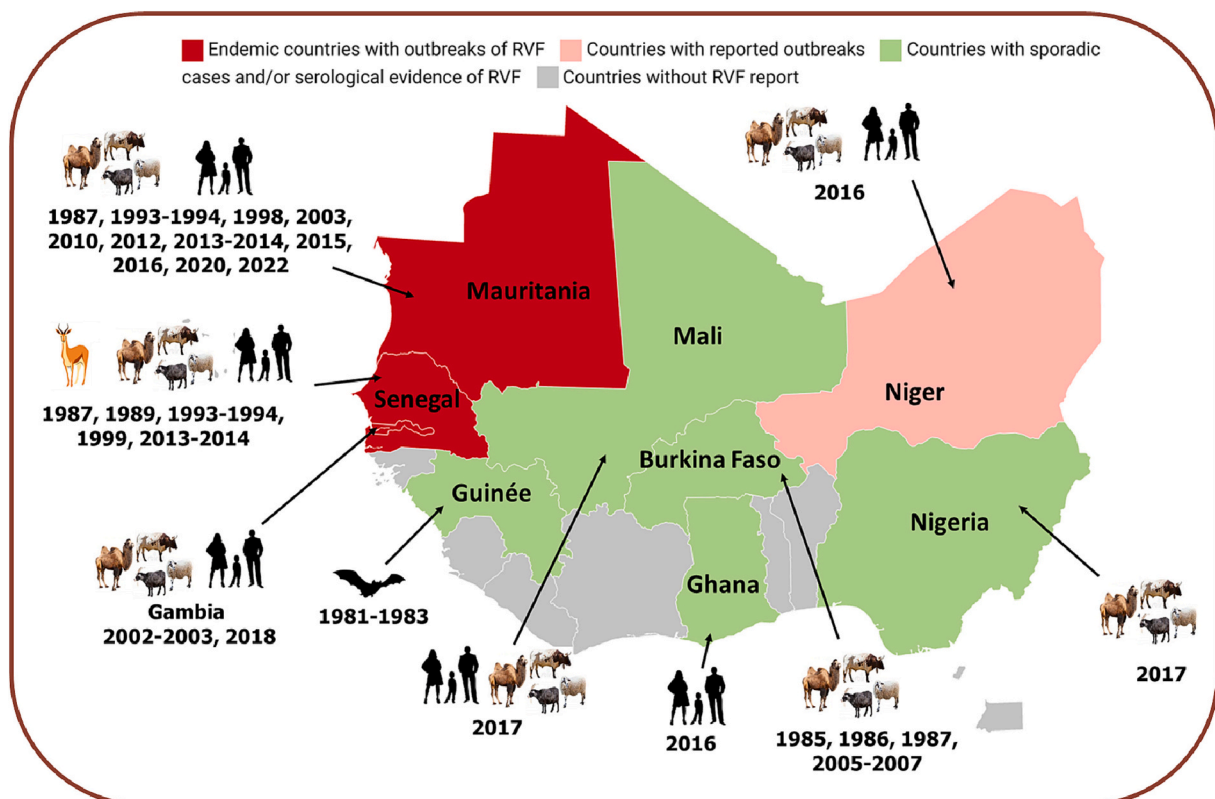 Endemic countries with outbreaks of RVF Countries with reported outbreaks Countries with sporadic
cases and/or serological evidence of RVF Countries without RVF report
2016
1987, 1993-1994, 1998, 2003,
2010, 2012, 2013-2014, 2015,
2016, 2020, 2022
Mauritania
Mali
Niger
Senegal
1987, 1989, 1993-1994,
1999, 2013-2014
Burkina Faso
Guinée
Nigeria
Ghana
Gambia
2002-2003, 2018
1981-1983
2017
2016
1985, 1986, 1987,
2005-2007
2017